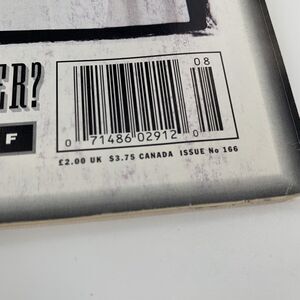 ER?
F
08
0 71486 02912 0
£2.00 UK $3.75 CANADA ISSUE No 166